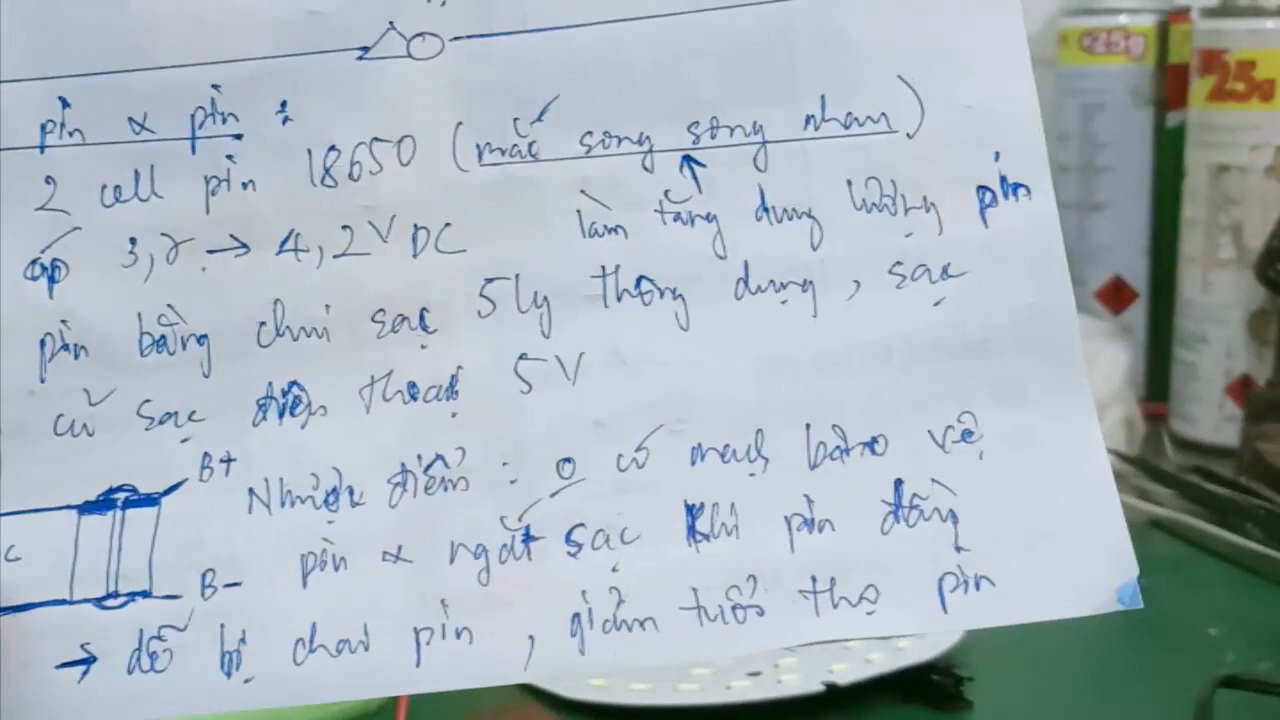 pin & pin :
2 cell pin 18650 (mắc song song nhau)
áp 3,7 → 4,2V DC làm tăng dung lượng pin
pin bằng chui sạc 5ly thông dụng, sạc
củ sạc điện thoại 5V
B+
Nhược điểm : 0 có mạch bảo vệ
pin & ngắt sạc khi pin đầy
B-
→ dễ bị chai pin, giảm tuổi thọ pin
C
25g
25g